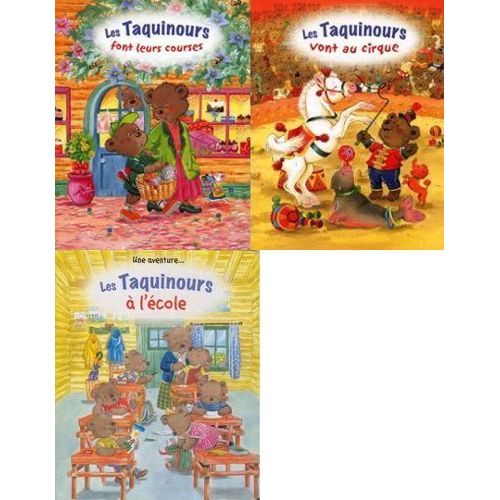 Les Taquinours
font leurs courses
Les Taquinours
vont au cirque
Une aventure...
Les Taquinours
à l'école